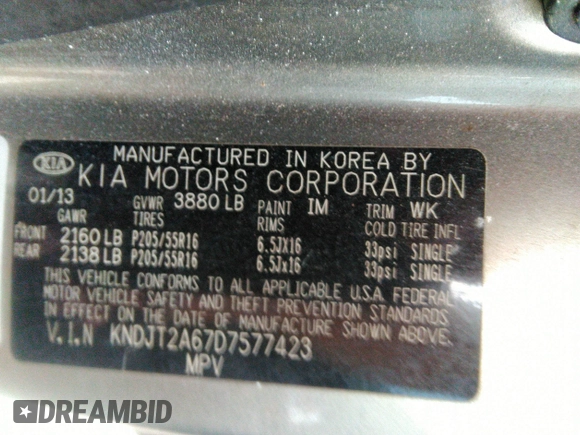 KIA
MANUFACTURED IN KOREA BY
KIA MOTORS CORPORATION
01/13 GVWR 3880 LB PAINT IM TRIM WK
GAWR TIRES RIMS COLD TIRE INFL
FRONT 2160 LB P205/55R16 6.5JX16 33psi SINGLE
REAR 2138 LB P205/55R16 6.5Jx16 33psi SINGLE
THIS VEHICLE CONFORMS TO ALL APPLICABLE U.S.A. FEDERAL
MOTOR VEHICLE SAFETY AND THEFT PREVENTION STANDARDS
IN EFFECT ON THE DATE OF MANUFACTURE SHOWN ABOVE.
V.I.N KNDJT2A67D7577423
MPV
DREAMBID